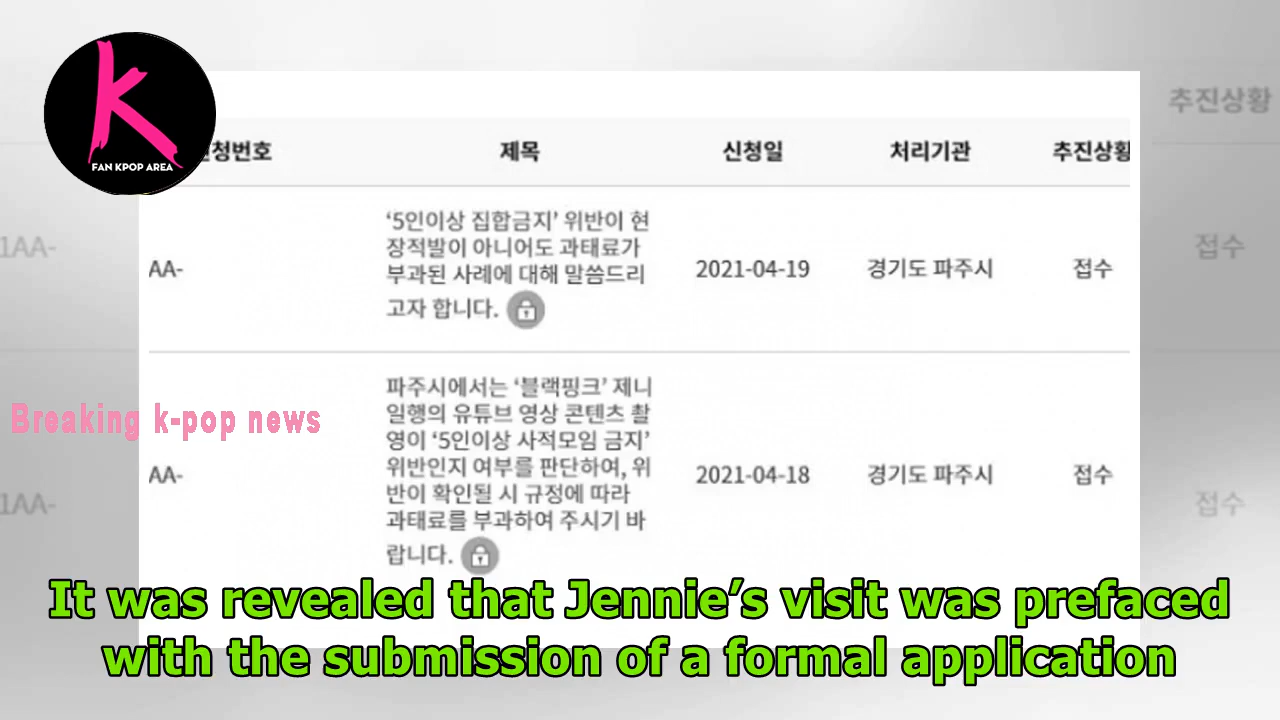 K
FAN KPOP AREA
추진상황
청번호 제목 신청일 처리기관 추진상황
‘5인이상 집합금지’ 위반이 현
장적발이 아니어도 과태료가
부과된 사례에 대해 말씀드리
고자 합니다.
AA- 2021-04-19 경기도 파주시 접수
1AA- 접수
파주시에서는 ‘블랙핑크’ 제니
일행의 유튜브 영상 콘텐츠 촬
영이 ‘5인이상 사적모임 금지’
위반인지 여부를 판단하여, 위
반이 확인될 시 규정에 따라
과태료를 부과하여 주시기 바
랍니다.
AA- 2021-04-18 경기도 파주시 접수
1AA- 접수
Breaking k-pop news
It was revealed that Jennie’s visit was prefaced
with the submission of a formal application